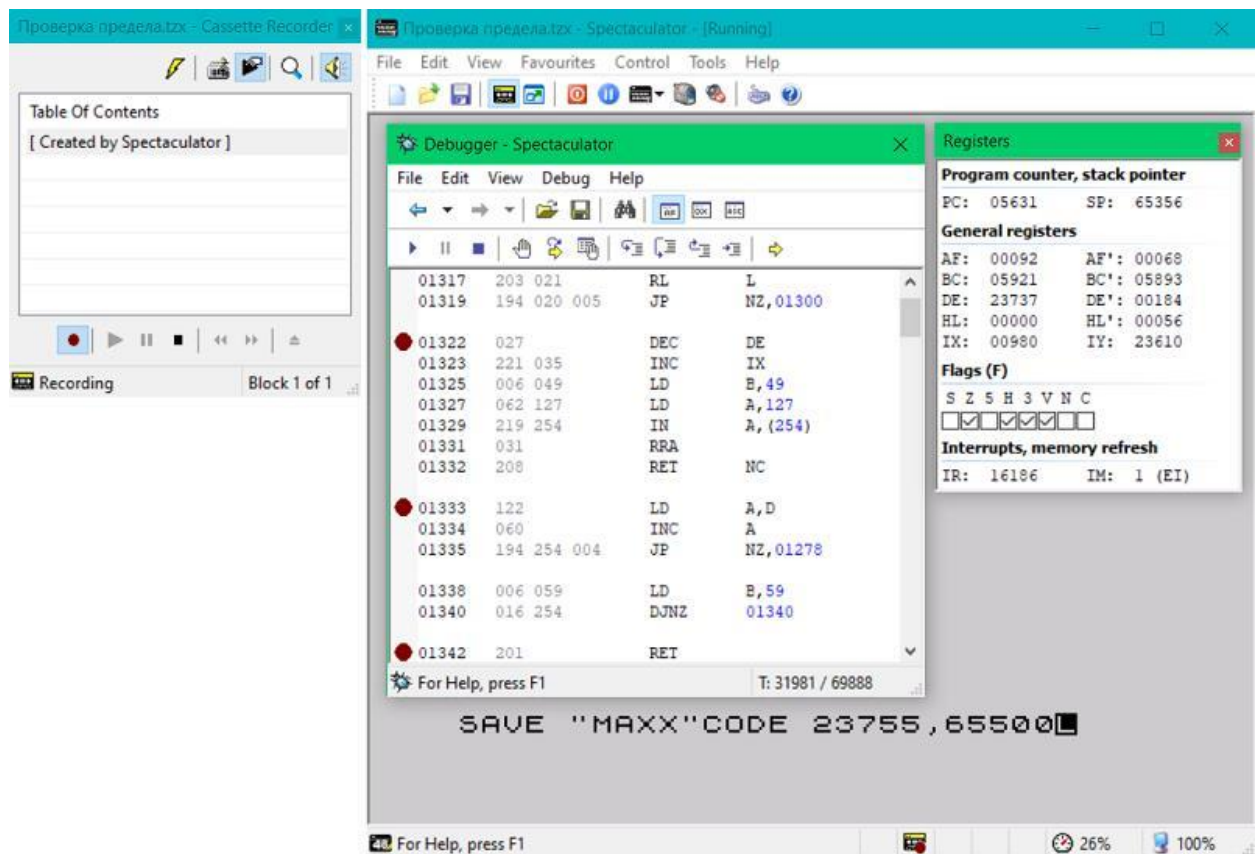 Проверка предела.tzx - Cassette Recorder
Table Of Contents
[ Created by Spectaculator ]
Recording Block 1 of 1
Проверка предела.tzx - Spectaculator - [Running]
File Edit View Favourites Control Tools Help
Debugger - Spectaculator
File Edit View Debug Help
01317 203 021 RL L
01319 194 020 005 JP NZ,01300
01322 027 DEC DE
01323 221 035 INC IX
01325 006 049 LD B,49
01327 062 127 LD A,127
01329 219 254 IN A,(254)
01331 031 RRA
01332 208 RET NC
01333 122 LD A,D
01334 060 INC A
01335 194 254 004 JP NZ,01278
01338 006 059 LD B,59
01340 016 254 DJNZ 01340
01342 201 RET
For Help, press F1 T: 31981 / 69888
Registers
Program counter, stack pointer
PC: 05631 SP: 65356
General registers
AF: 00092 AF': 00068
BC: 05921 BC': 05893
DE: 23737 DE': 00184
HL: 00000 HL': 00056
IX: 00980 IY: 23610
Flags (F)
S Z 5 H 3 V N C
Interrupts, memory refresh
IR: 16186 IM: 1 (EI)
SAVE "MAXX"CODE 23755,65500L
For Help, press F1 26% 100%